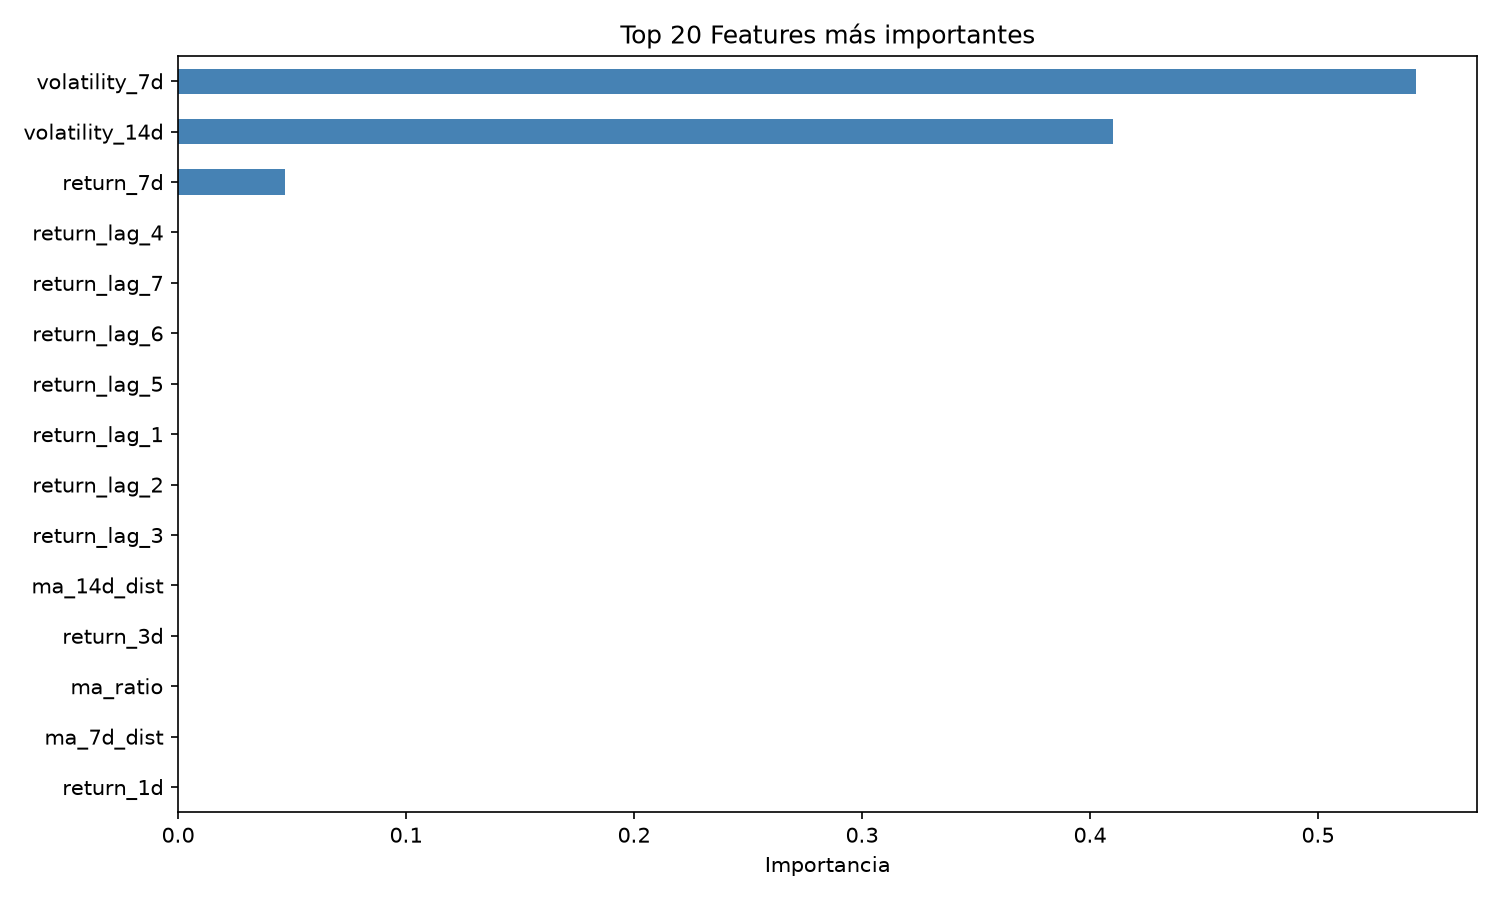 Top 20 Features más importantes
volatility_7d
volatility_14d
return_7d
return_lag_4
return_lag_7
return_lag_6
return_lag_5
return_lag_1
return_lag_2
return_lag_3
ma_14d_dist
return_3d
ma_ratio
ma_7d_dist
return_1d
0.0 0.1 0.2 0.3 0.4 0.5
Importancia